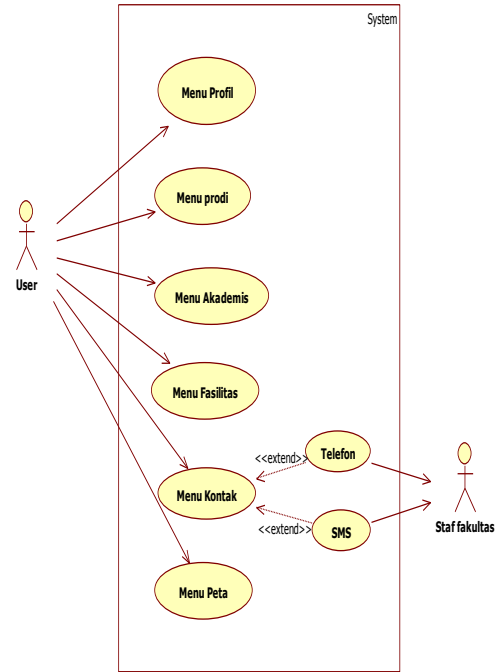 System
Menu Profil
Menu prodi
User
Menu Akademis
Menu Fasilitas
<<extend>>
Telefon
Menu Kontak
Staf fakultas
<<extend>>
SMS
Menu Peta